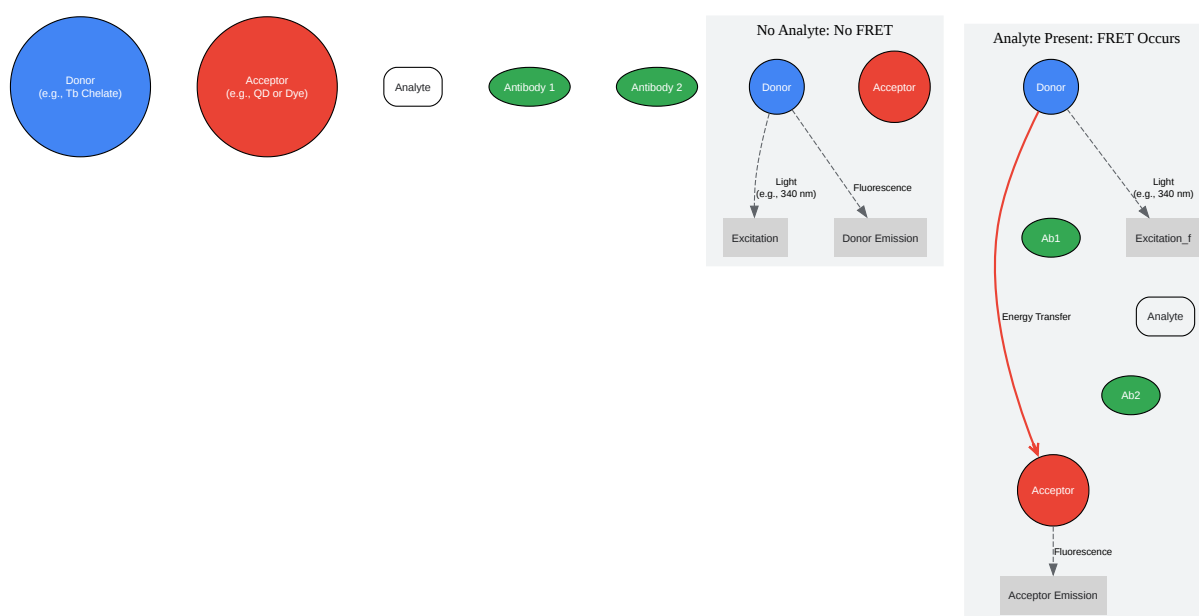 Donor
(e.g., Tb Chelate)
Acceptor
(e.g., QD or Dye)
Analyte
Antibody 1
Antibody 2
No Analyte: No FRET
Donor
Acceptor
Light
(e.g., 340 nm)
Fluorescence
Excitation
Donor Emission
Analyte Present: FRET Occurs
Donor
Light
(e.g., 340 nm)
Ab1
Excitation_f
Energy Transfer
Analyte
Ab2
Acceptor
Fluorescence
Acceptor Emission